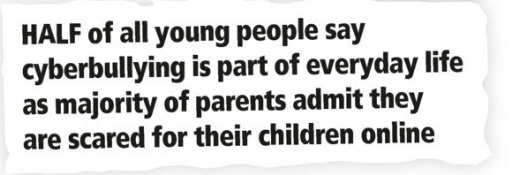 HALF of all young people say
cyberbullying is part of everyday life
as majority of parents admit they
are scared for their children online